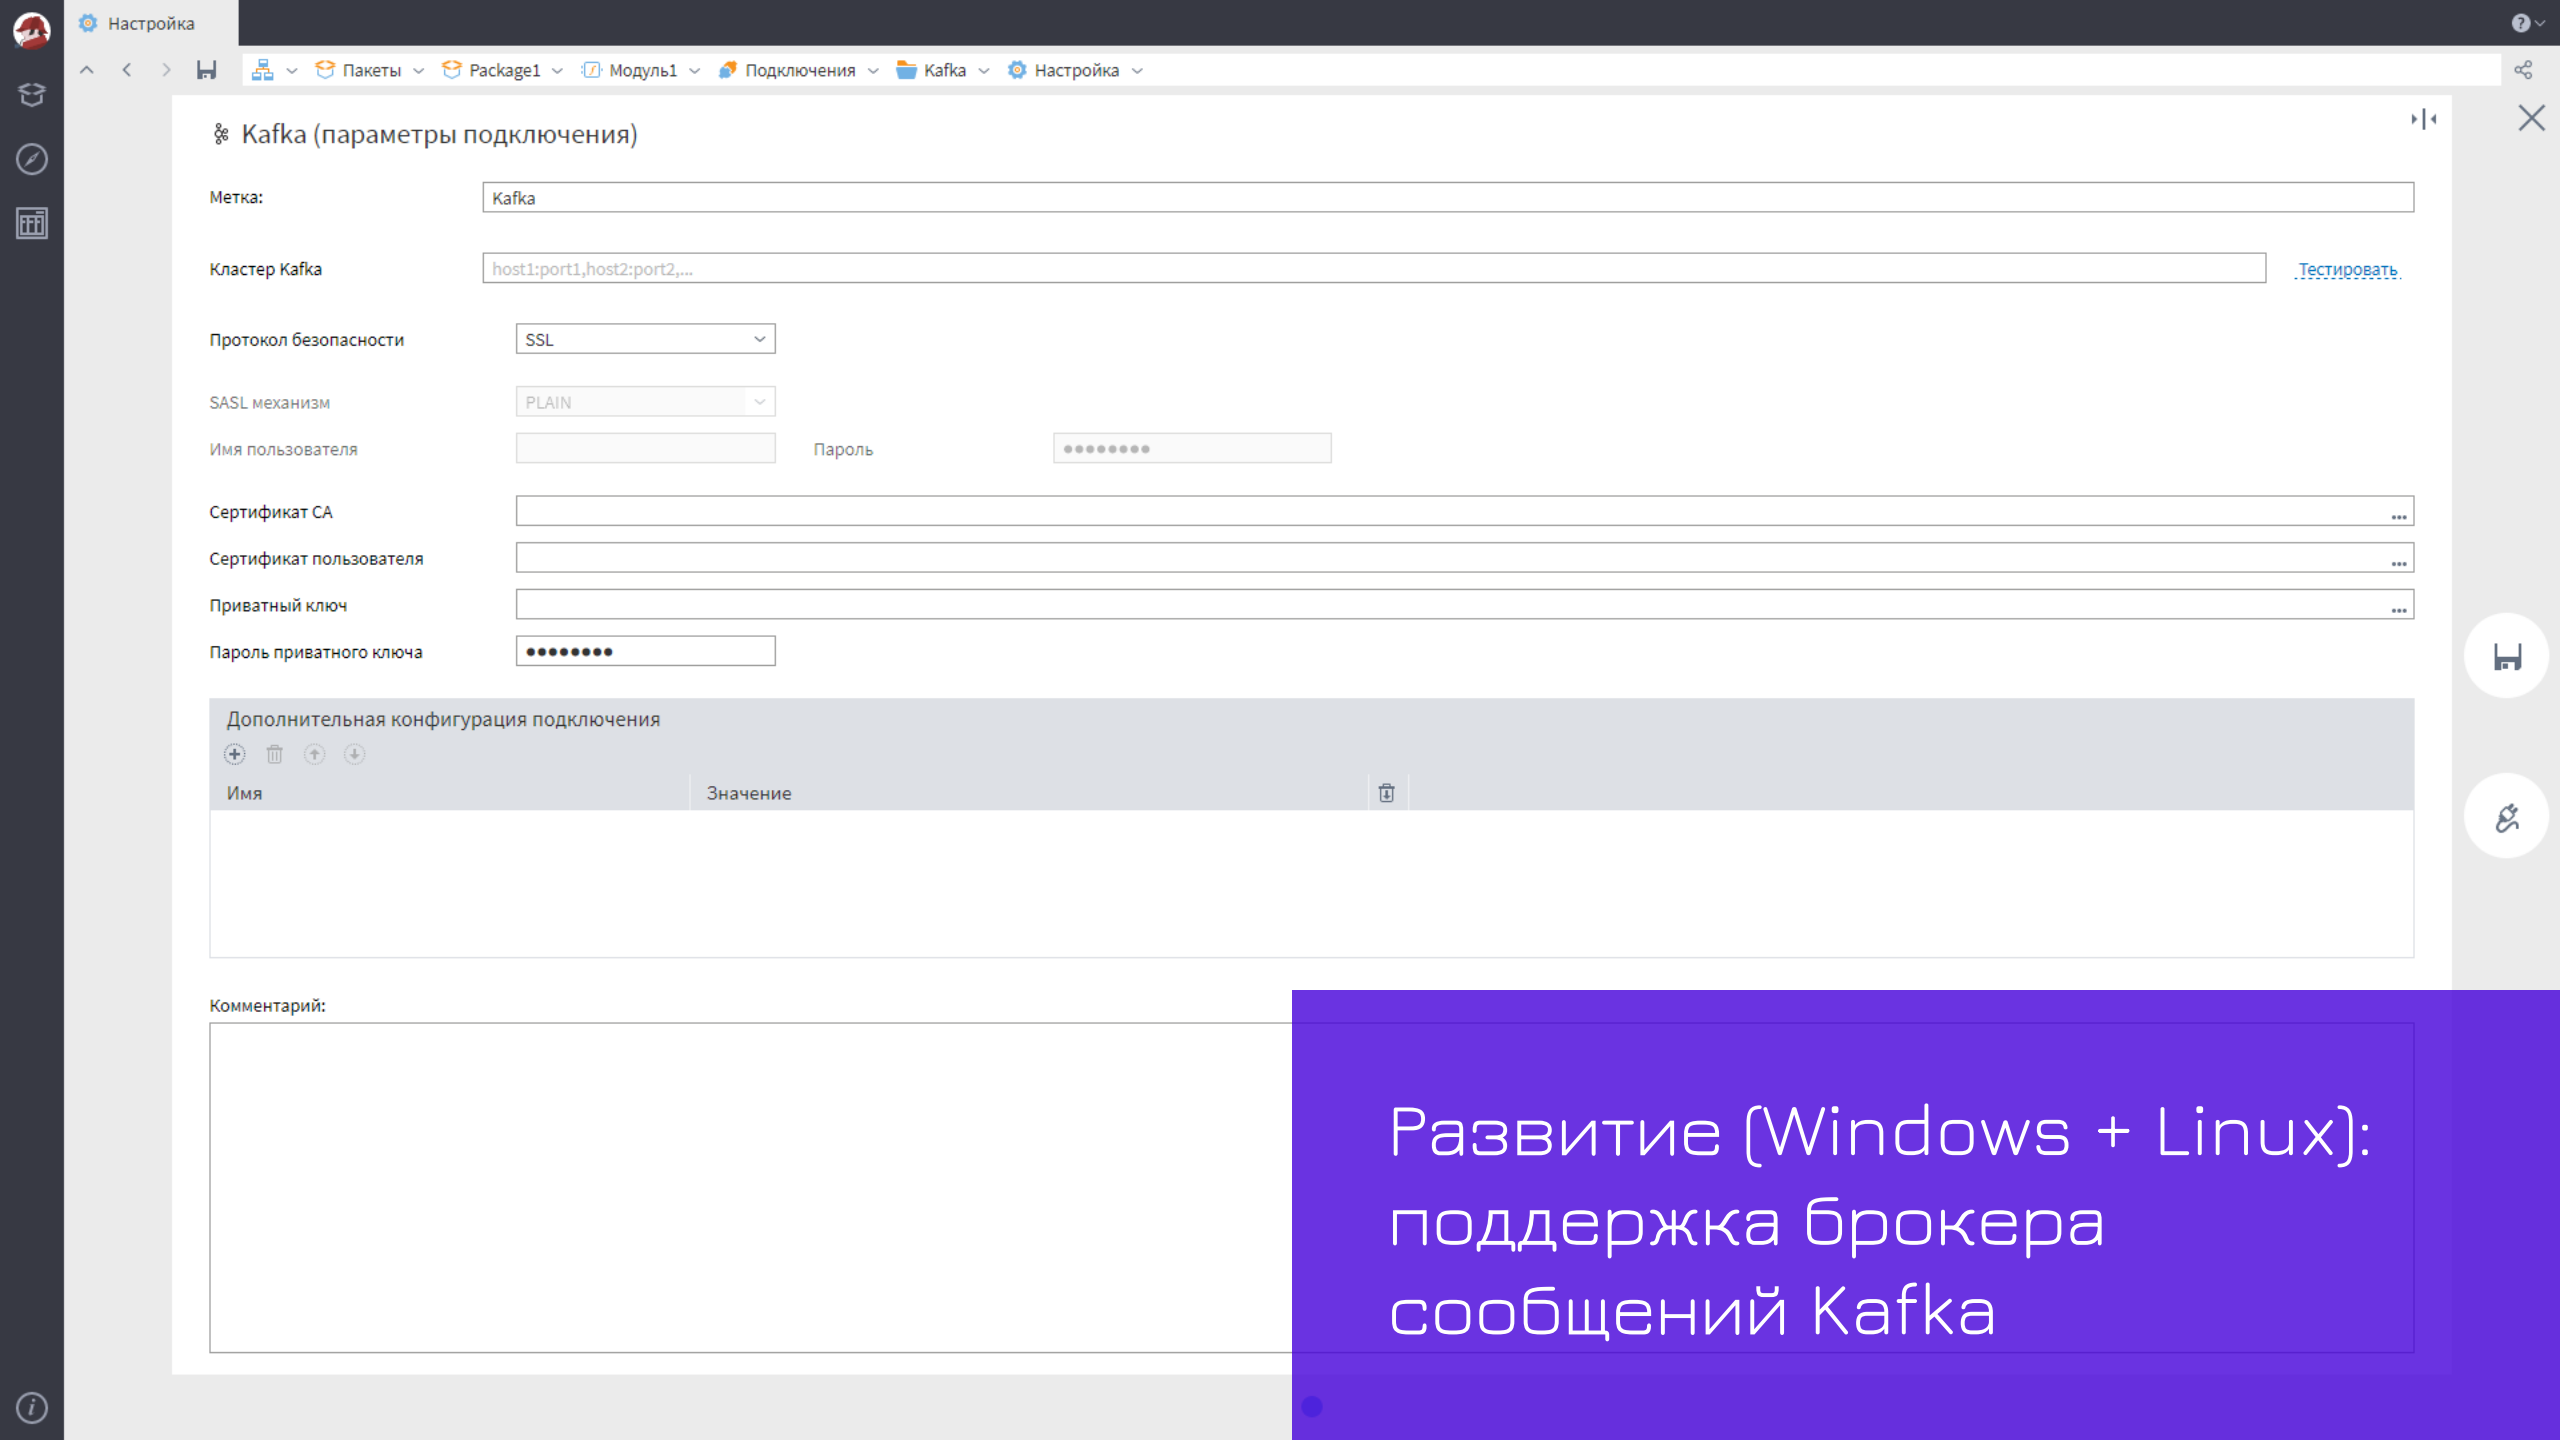 Настройка
Пакеты Package1 Модуль1 Подключения Kafka Настройка
Kafka (параметры подключения)
Метка: Kafka
Кластер Kafka host1:port1,host2:port2,... Тестировать
Протокол безопасности SSL
SASL механизм PLAIN
Имя пользователя Пароль ●●●●●●●●
Сертификат CA ...
Сертификат пользователя ...
Приватный ключ ...
Пароль приватного ключа ●●●●●●●●
Дополнительная конфигурация подключения
Имя Значение
Комментарий:
Развитие (Windows + Linux):
поддержка брокера
сообщений Kafka